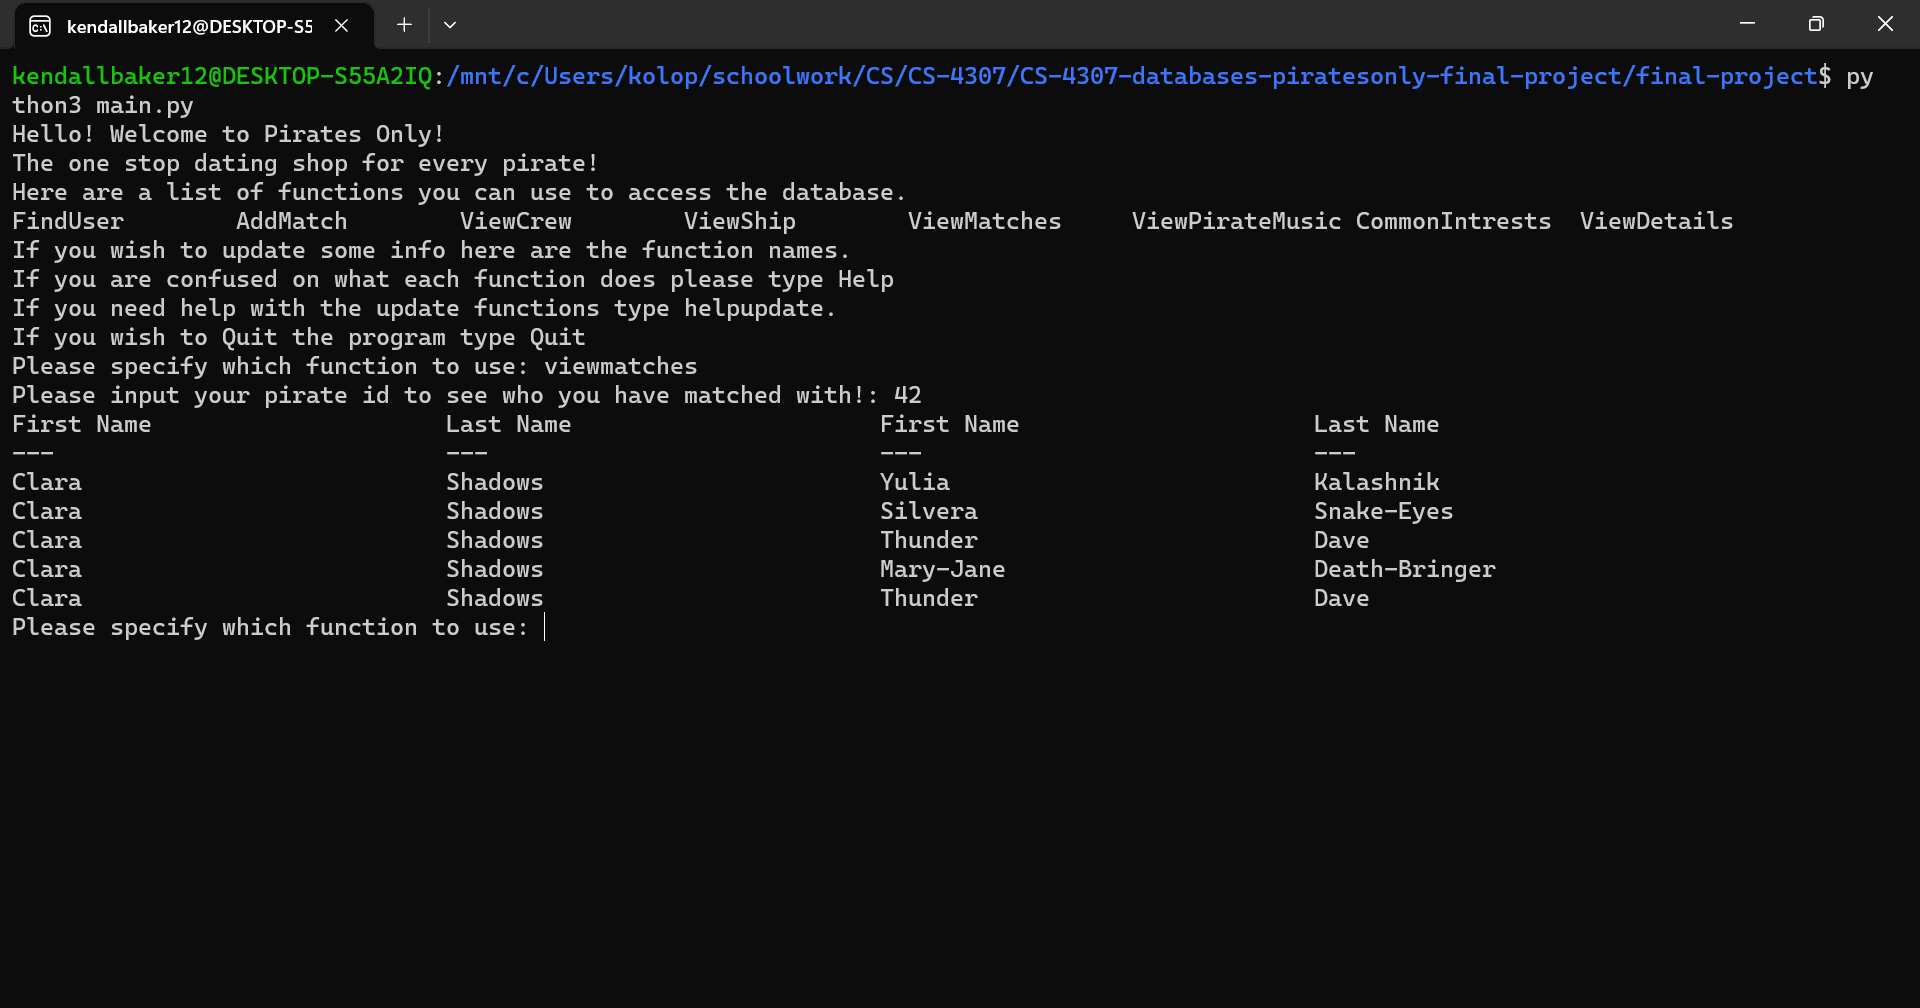 kendallbaker12@DESKTOP-S5
kendallbaker12@DESKTOP-S55A2IQ:/mnt/c/Users/kolop/schoolwork/CS/CS-4307/CS-4307-databases-piratesonly-final-project/final-project$ py
thon3 main.py
Hello! Welcome to Pirates Only!
The one stop dating shop for every pirate!
Here are a list of functions you can use to access the database.
FindUser        AddMatch        ViewCrew        ViewShip        ViewMatches     ViewPirateMusic CommonIntrests  ViewDetails
If you wish to update some info here are the function names.
If you are confused on what each function does please type Help
If you need help with the update functions type helpupdate.
If you wish to Quit the program type Quit
Please specify which function to use: viewmatches
Please input your pirate id to see who you have matched with!: 42
First Name                     Last Name                      First Name                     Last Name
---                            ---                            ---                            ---
Clara                          Shadows                        Yulia                          Kalashnik
Clara                          Shadows                        Silvera                        Snake-Eyes
Clara                          Shadows                        Thunder                        Dave
Clara                          Shadows                        Mary-Jane                      Death-Bringer
Clara                          Shadows                        Thunder                        Dave
Please specify which function to use: